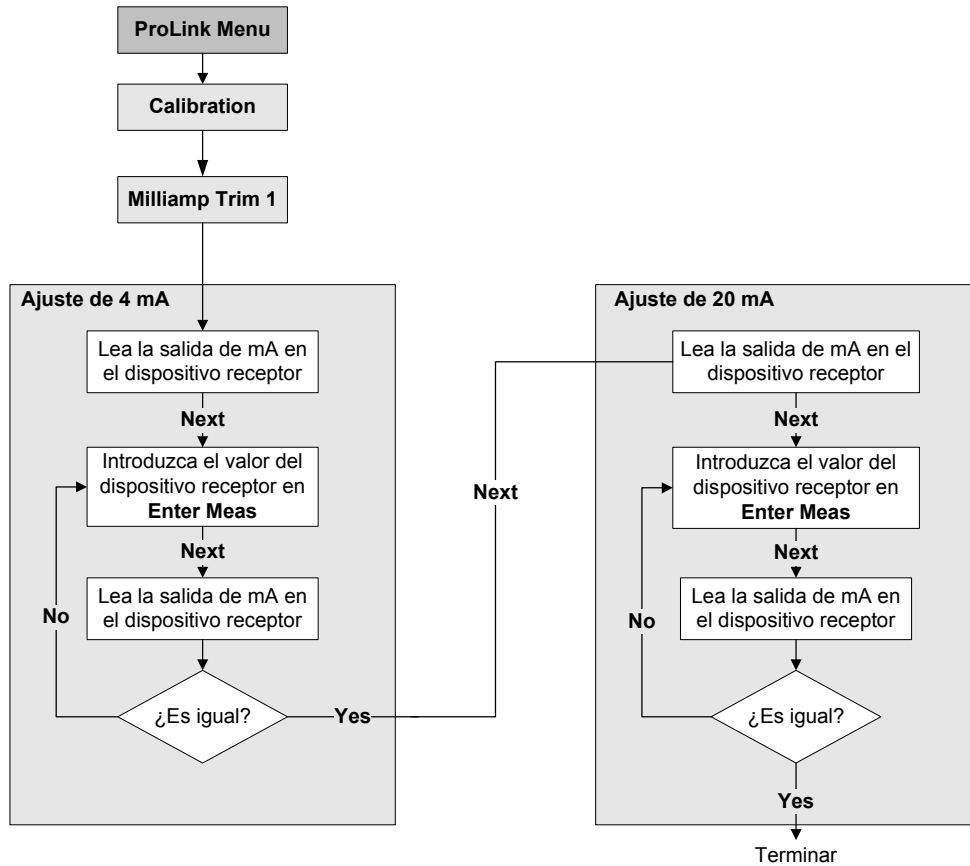 ProLink Menu
Calibration
Milliamp Trim 1
Ajuste de 4 mA
Lea la salida de mA en
el dispositivo receptor
Next
Introduzca el valor del
dispositivo receptor en
Enter Meas
Next
Lea la salida de mA en
el dispositivo receptor
No
¿Es igual?
Yes
Next
Ajuste de 20 mA
Lea la salida de mA en el
dispositivo receptor
Next
Introduzca el valor del
dispositivo receptor en
Enter Meas
Next
Lea la salida de mA en
el dispositivo receptor
No
¿Es igual?
Yes
Terminar